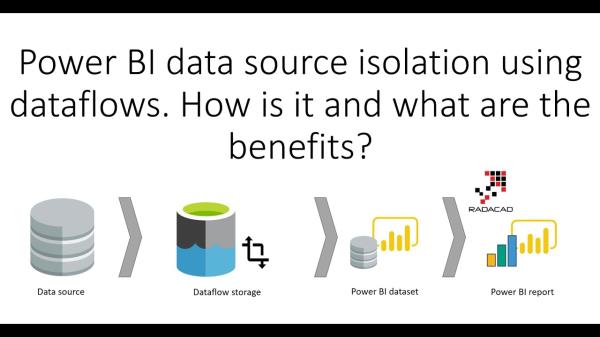 Power BI data source isolation using
dataflows. How is it and what are the
benefits?
RADACAD
Data source
Dataflow storage
Power BI dataset
Power BI report